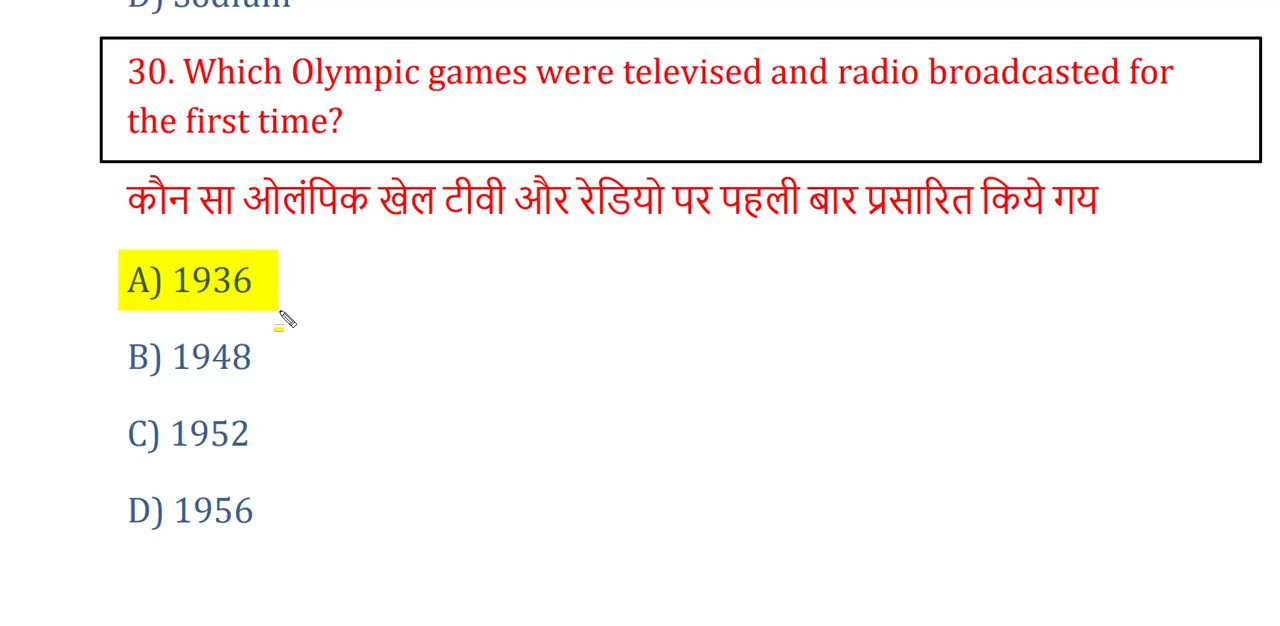 D) Sodium
30. Which Olympic games were televised and radio broadcasted for
the first time?
कौन सा ओलंपिक खेल टीवी और रेडियो पर पहली बार प्रसारित किये गय
A) 1936
B) 1948
C) 1952
D) 1956